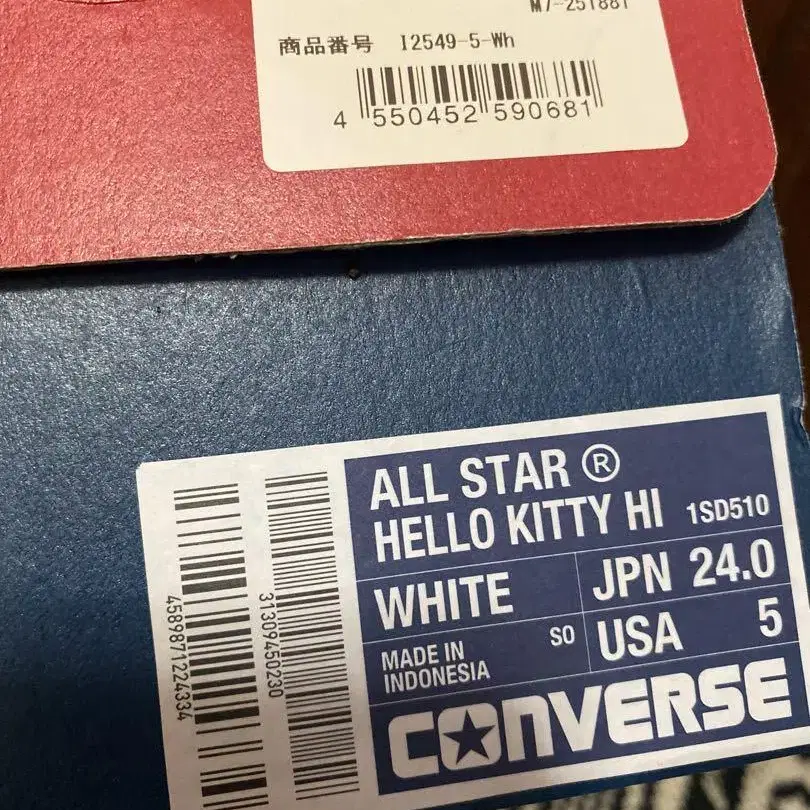 M7-251881
商品番号 I2549-5-Wh
4 550452 590681
ALL STAR ®
HELLO KITTY HI 1SD510
WHITE JPN 24.0
MADE IN INDONESIA SO USA 5
CONVERSE
4589871224334
31309450230